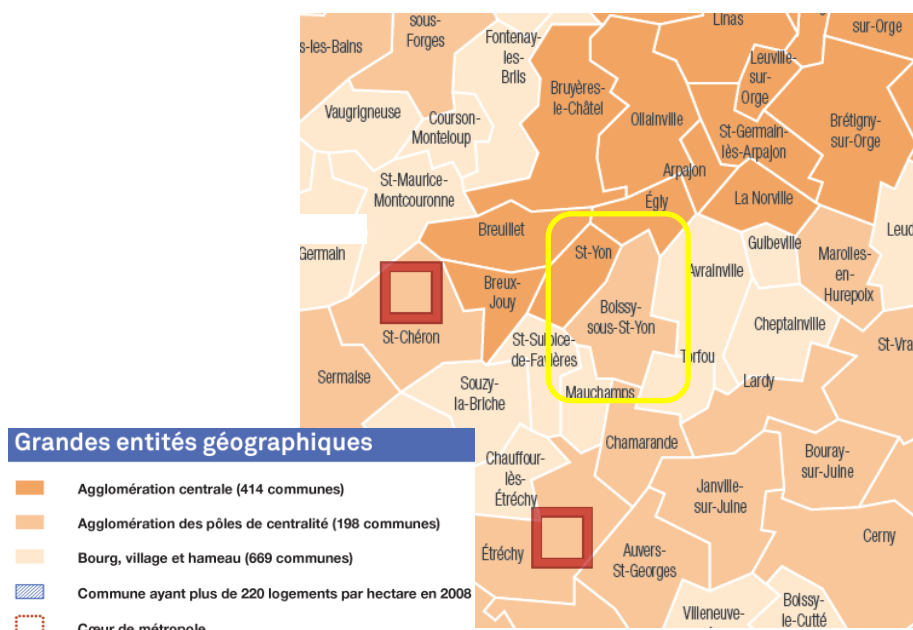 sous-
Forges
s-les-Bains
Fontenay-
les-
Briis
Linas
sur-Orge
Leuville-
sur-
Orge
Bruyères-
le-Châtel
Vaugrigneuse
Courson-
Monteloup
Ollainville
St-Germain-
lès-Arpajon
Brétigny-
sur-Orge
Arpajon
St-Maurice-
Montcouronne
La Norville
Égly
Breuillet
Guibeville
Leud
Germain
St-Yon
Avrainville
Marolles-
en-
Hurepoix
Breux-
Jouy
Boissy-
sous-St-Yon
Cheptainville
St-Chéron
St-Sulpice-
de-Favières
St-Vra
Torfou
Sermaise
Souzy-
la-Briche
Mauchamps
Lardy
Chamarande
Bouray-
sur-Juine
Chauffour-
lès-
Étréchy
Janville-
sur-Juine
Cerny
Étréchy
Auvers-
St-Georges
Villeneuve-
Boissy-
le-Cutté
Grandes entités géographiques
Agglomération centrale (414 communes)
Agglomération des pôles de centralité (198 communes)
Bourg, village et hameau (669 communes)
Commune ayant plus de 220 logements par hectare en 2008
Cœur de métropole